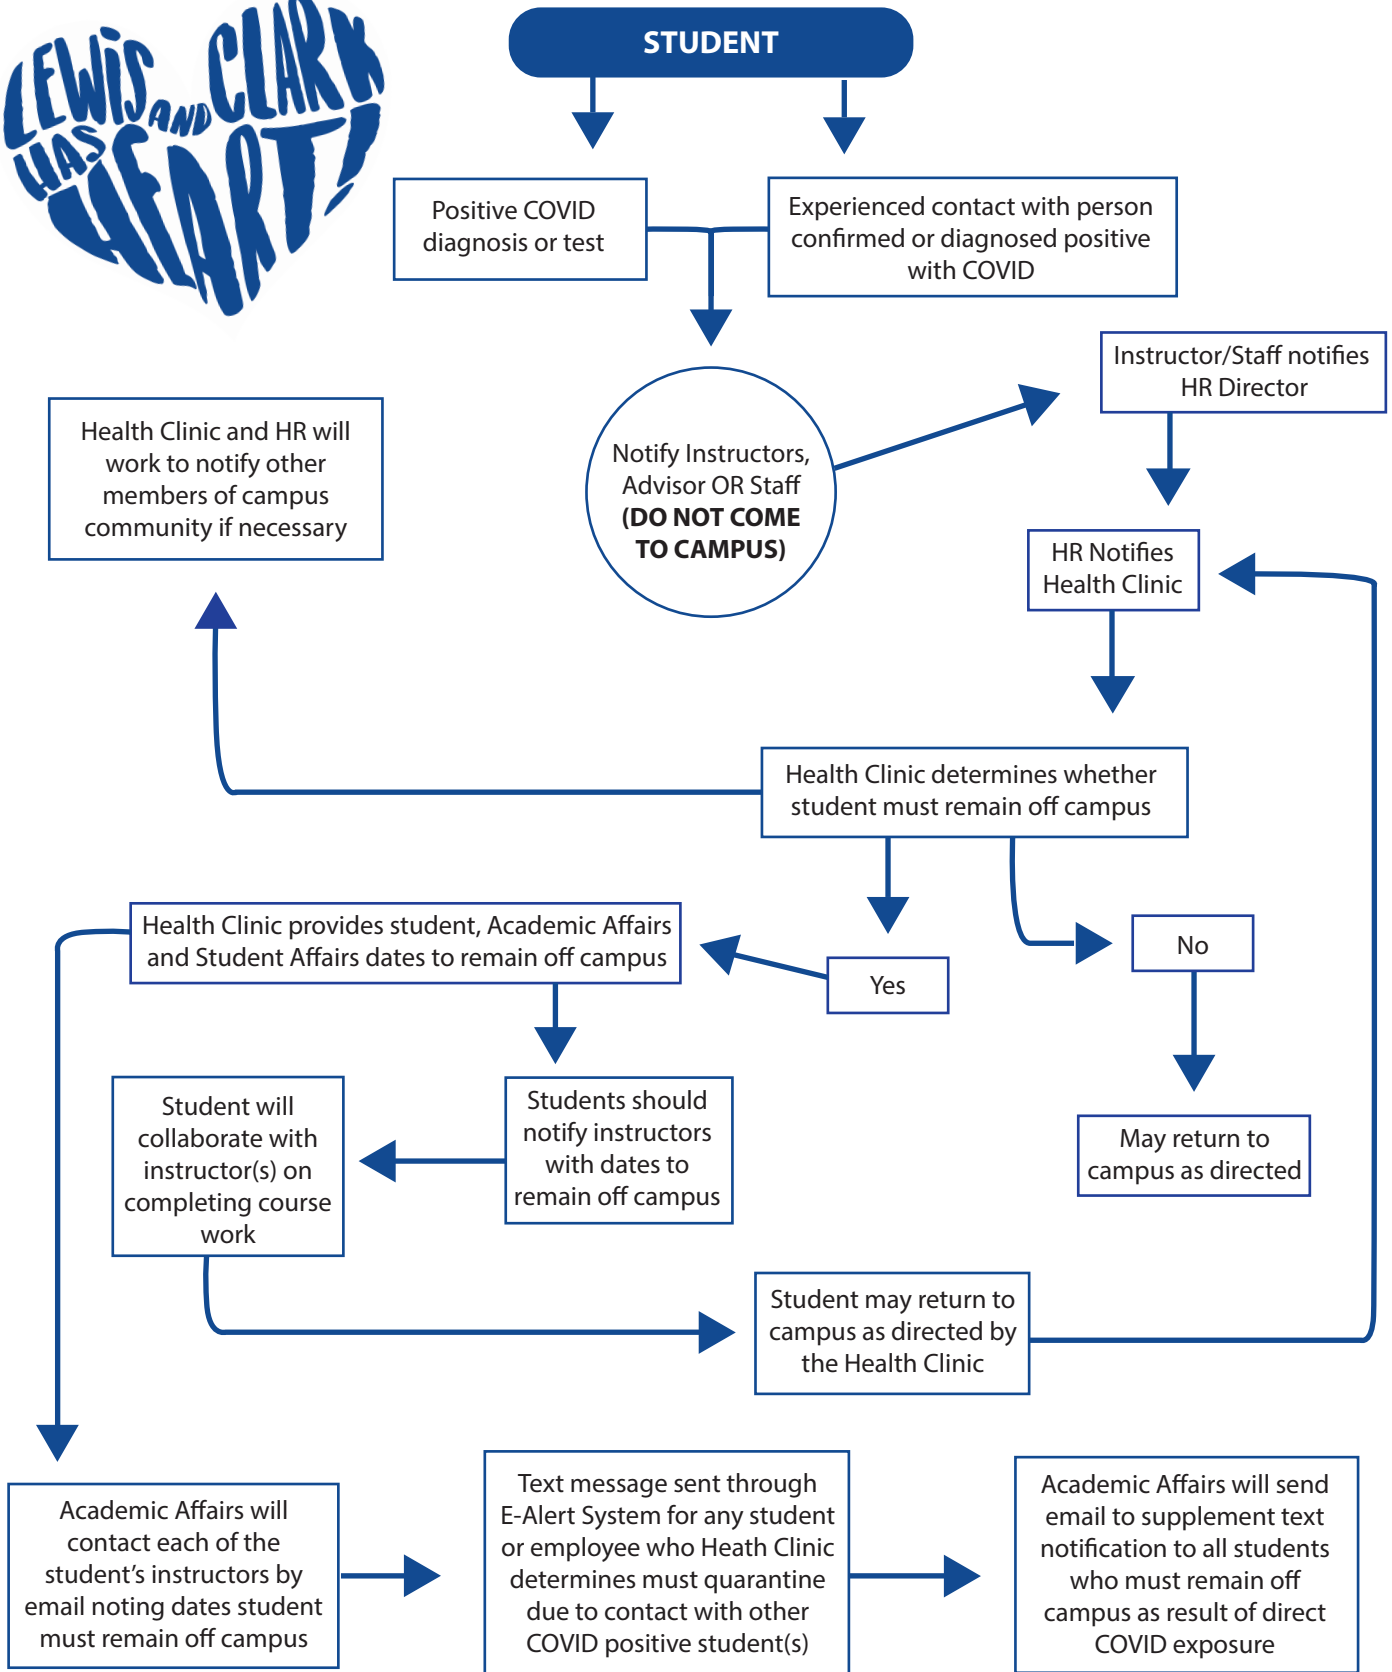 LEWiS AND CLARK
HAS
HEART!
STUDENT
Positive COVID
diagnosis or test
Experienced contact with person
confirmed or diagnosed positive
with COVID
Instructor/Staff notifies
HR Director
Health Clinic and HR will
work to notify other
members of campus
community if necessary
Notify Instructors,
Advisor OR Staff
(DO NOT COME
TO CAMPUS)
HR Notifies
Health Clinic
Health Clinic determines whether
student must remain off campus
Health Clinic provides student, Academic Affairs
and Student Affairs dates to remain off campus
Yes
No
Student will
collaborate with
instructor(s) on
completing course
work
Students should
notify instructors
with dates to
remain off campus
May return to
campus as directed
Student may return to
campus as directed by
the Health Clinic
Academic Affairs will
contact each of the
student's instructors by
email noting dates student
must remain off campus
Text message sent through
E-Alert System for any student
or employee who Heath Clinic
determines must quarantine
due to contact with other
COVID positive student(s)
Academic Affairs will send
email to supplement text
notification to all students
who must remain off
campus as result of direct
COVID exposure